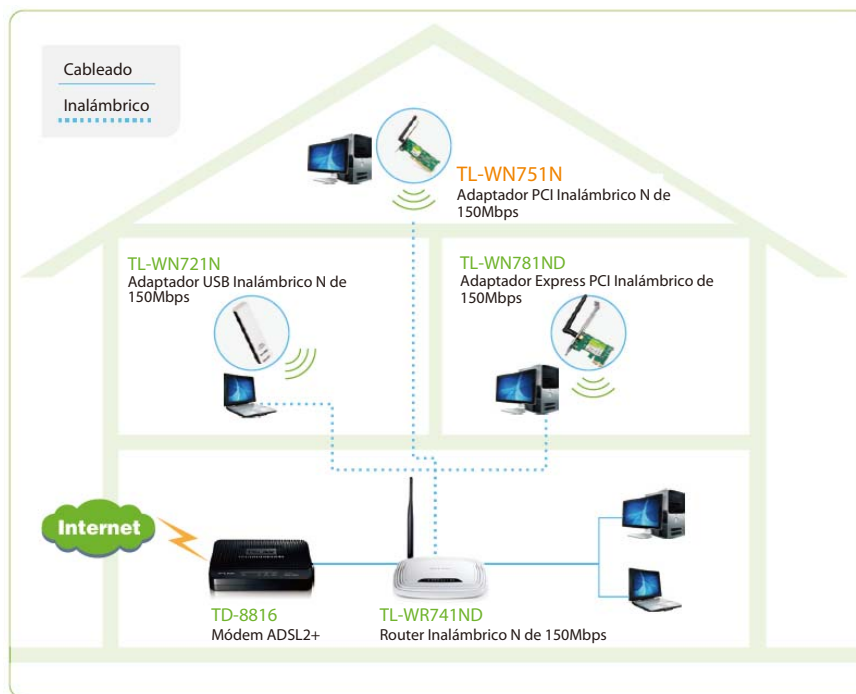 Cableado
Inalámbrico
TL-WN751N
Adaptador PCI Inalámbrico N de
150Mbps
TL-WN721N
Adaptador USB Inalámbrico N de
150Mbps
TL-WN781ND
Adaptador Express PCI Inalámbrico de
150Mbps
Internet
TD-8816
Módem ADSL2+
TL-WR741ND
Router Inalámbrico N de 150Mbps